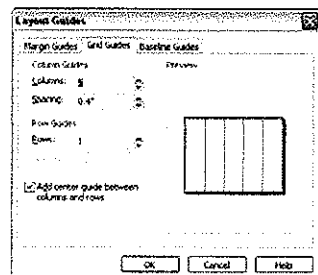 Layout Guides
Margin Guides Grid Guides Baseline Guides
Column Guides Preview
Columns: 5
Spacing: 0.4"
Row Guides
Rows: 1
Add center guide between
columns and rows
OK Cancel Help